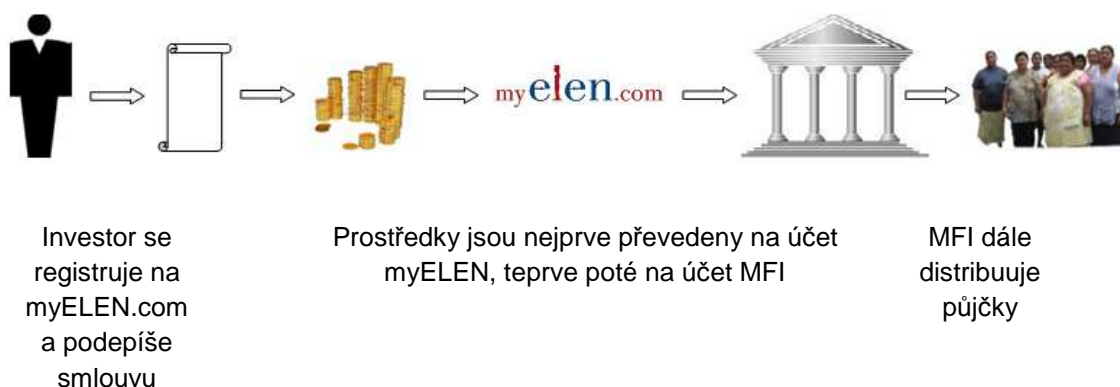 myelen.com
Investor se
registruje na
myELEN.com
a podepíše
smlouvu
Prostředky jsou nejprve převedeny na účet
myELEN, teprve poté na účet MFI
MFI dále
distribuuje
půjčky